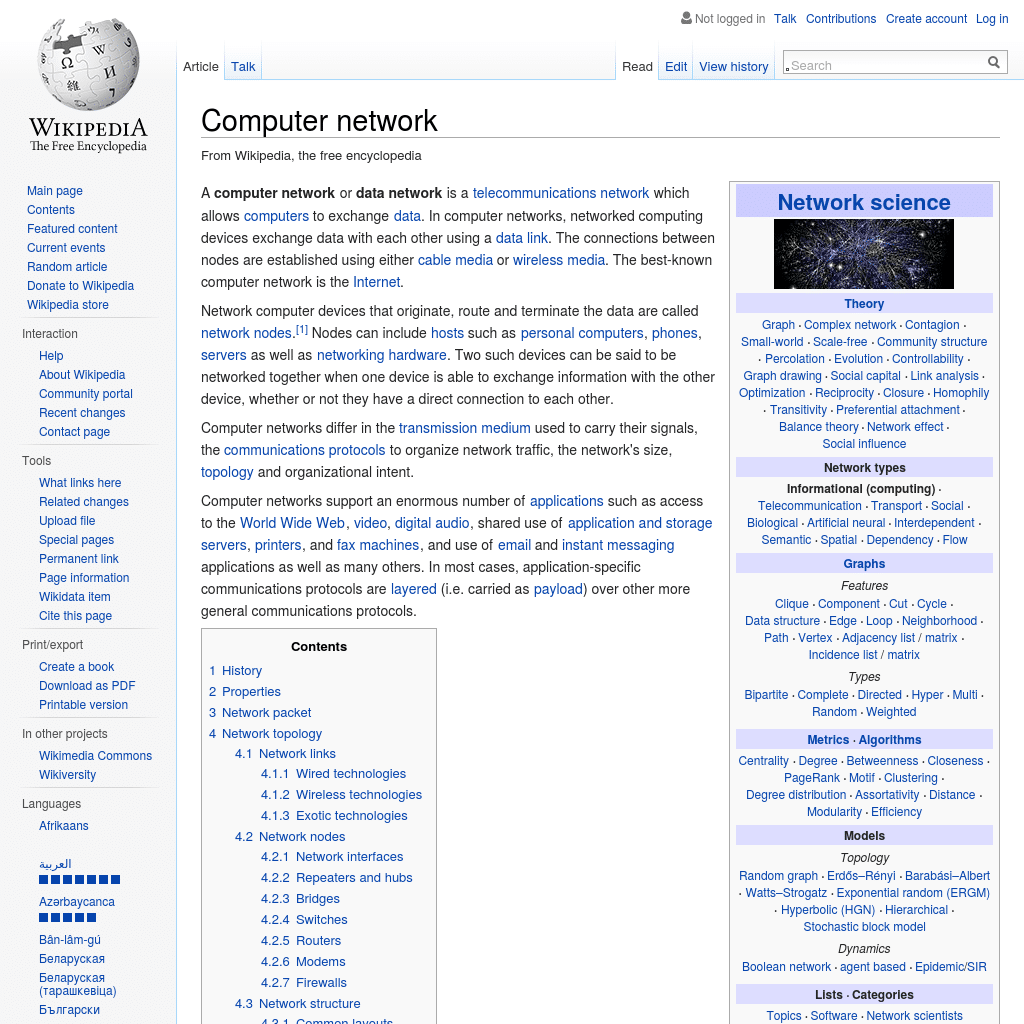 Not logged in Talk Contributions Create account Log in
Article Talk Read Edit View history Search
WIKIPEDIA
The Free Encyclopedia
Main page
Contents
Featured content
Current events
Random article
Donate to Wikipedia
Wikipedia store
Interaction
Help
About Wikipedia
Community portal
Recent changes
Contact page
Tools
What links here
Related changes
Upload file
Special pages
Permanent link
Page information
Wikidata item
Cite this page
Print/export
Create a book
Download as PDF
Printable version
In other projects
Wikimedia Commons
Wikiversity
Languages
Afrikaans
العربية
Azərbaycanca
Bân-lâm-gú
Беларуская
Беларуская
(тарашкевіца)
Български
Computer network
From Wikipedia, the free encyclopedia
A computer network or data network is a telecommunications network which
allows computers to exchange data. In computer networks, networked computing
devices exchange data with each other using a data link. The connections between
nodes are established using either cable media or wireless media. The best-known
computer network is the Internet.
Network computer devices that originate, route and terminate the data are called
network nodes.[1] Nodes can include hosts such as personal computers, phones,
servers as well as networking hardware. Two such devices can be said to be
networked together when one device is able to exchange information with the other
device, whether or not they have a direct connection to each other.
Computer networks differ in the transmission medium used to carry their signals,
the communications protocols to organize network traffic, the network's size,
topology and organizational intent.
Computer networks support an enormous number of applications such as access
to the World Wide Web, video, digital audio, shared use of application and storage
servers, printers, and fax machines, and use of email and instant messaging
applications as well as many others. In most cases, application-specific
communications protocols are layered (i.e. carried as payload) over other more
general communications protocols.
Contents
1 History
2 Properties
3 Network packet
4 Network topology
4.1 Network links
4.1.1 Wired technologies
4.1.2 Wireless technologies
4.1.3 Exotic technologies
4.2 Network nodes
4.2.1 Network interfaces
4.2.2 Repeaters and hubs
4.2.3 Bridges
4.2.4 Switches
4.2.5 Routers
4.2.6 Modems
4.2.7 Firewalls
4.3 Network structure
4.3.1 Common layouts
Network science
Theory
Graph · Complex network · Contagion ·
Small-world · Scale-free · Community structure
· Percolation · Evolution · Controllability ·
Graph drawing · Social capital · Link analysis ·
Optimization · Reciprocity · Closure · Homophily
· Transitivity · Preferential attachment ·
Balance theory · Network effect ·
Social influence
Network types
Informational (computing) ·
Telecommunication · Transport · Social ·
Biological · Artificial neural · Interdependent ·
Semantic · Spatial · Dependency · Flow
Graphs
Features
Clique · Component · Cut · Cycle ·
Data structure · Edge · Loop · Neighborhood ·
Path · Vertex · Adjacency list / matrix ·
Incidence list / matrix
Types
Bipartite · Complete · Directed · Hyper · Multi ·
Random · Weighted
Metrics · Algorithms
Centrality · Degree · Betweenness · Closeness ·
PageRank · Motif · Clustering ·
Degree distribution · Assortativity · Distance ·
Modularity · Efficiency
Models
Topology
Random graph · Erdős–Rényi · Barabási–Albert
· Watts–Strogatz · Exponential random (ERGM)
· Hyperbolic (HGN) · Hierarchical ·
Stochastic block model
Dynamics
Boolean network · agent based · Epidemic/SIR
Lists · Categories
Topics · Software · Network scientists